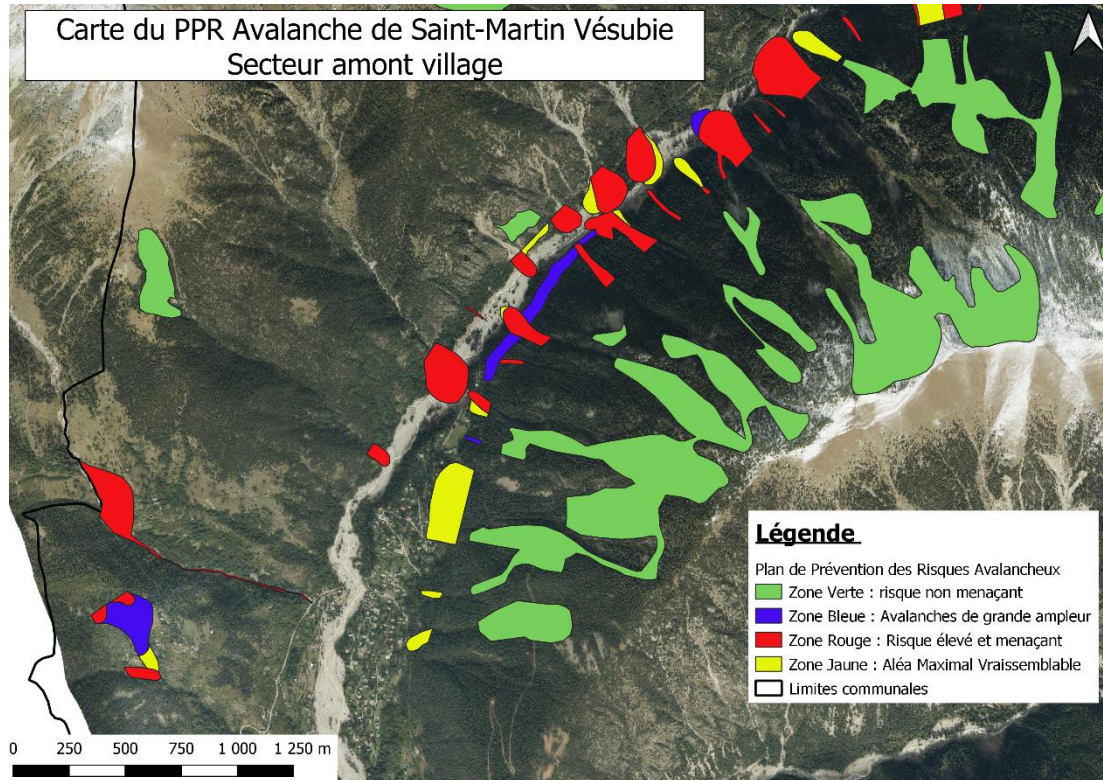 Carte du PPR Avalanche de Saint-Martin Vésubie
Secteur amont village
Légende
Plan de Prévention des Risques Avalancheux
Zone Verte : risque non menaçant
Zone Bleue : Avalanches de grande ampleur
Zone Rouge : Risque élevé et menaçant
Zone Jaune : Aléa Maximal Vraissemblable
Limites communales
0 250 500 750 1 000 1 250 m